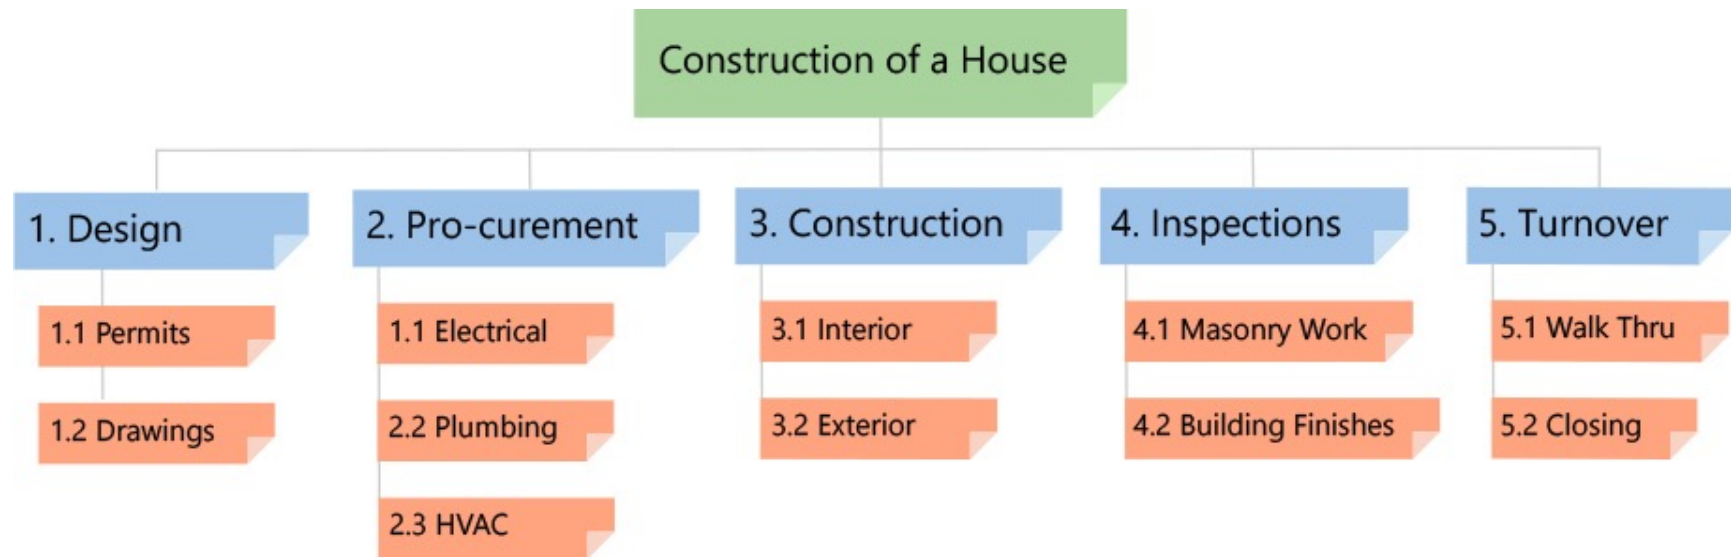 Construction of a House
1. Design
2. Pro-curement
3. Construction
4. Inspections
5. Turnover
1.1 Permits
1.2 Drawings
1.1 Electrical
2.2 Plumbing
2.3 HVAC
3.1 Interior
3.2 Exterior
4.1 Masonry Work
4.2 Building Finishes
5.1 Walk Thru
5.2 Closing